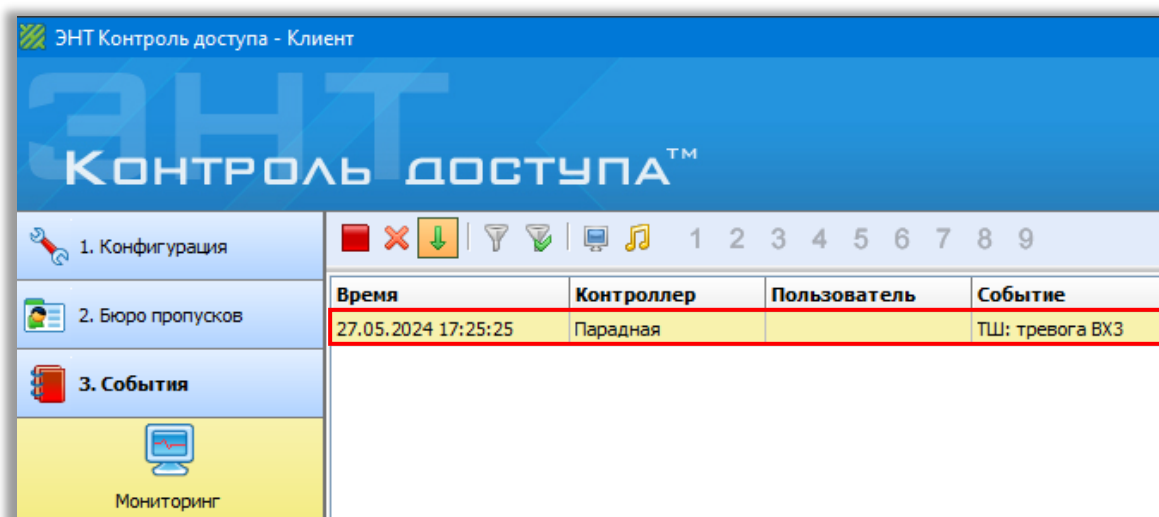 ЭНТ Контроль доступа - Клиент
ЭНТ
Контроль доступа™
1. Конфигурация
1 2 3 4 5 6 7 8 9
2. Бюро пропусков
Время Контроллер Пользователь Событие
27.05.2024 17:25:25 Парадная ТШ: тревога ВХ3
3. События
Мониторинг